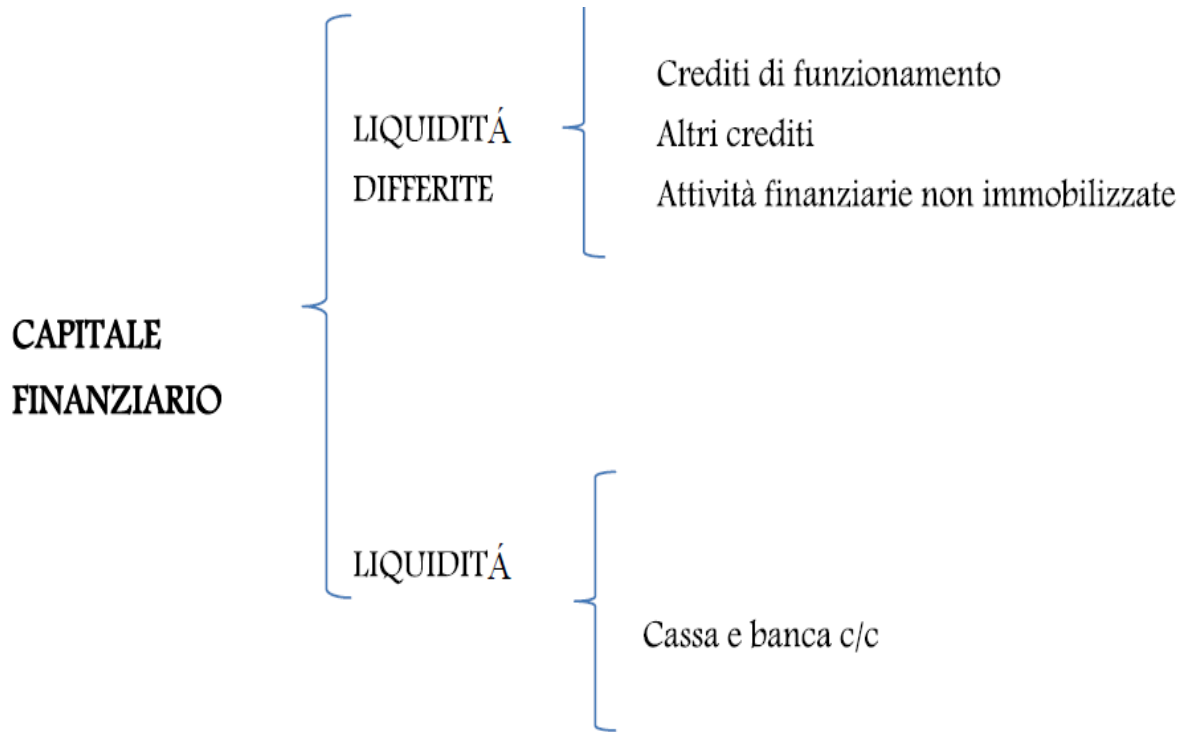 CAPITALE
FINANZIARIO
LIQUIDITÁ
DIFFERITE
Crediti di funzionamento
Altri crediti
Attività finanziarie non immobilizzate
LIQUIDITÁ
Cassa e banca c/c